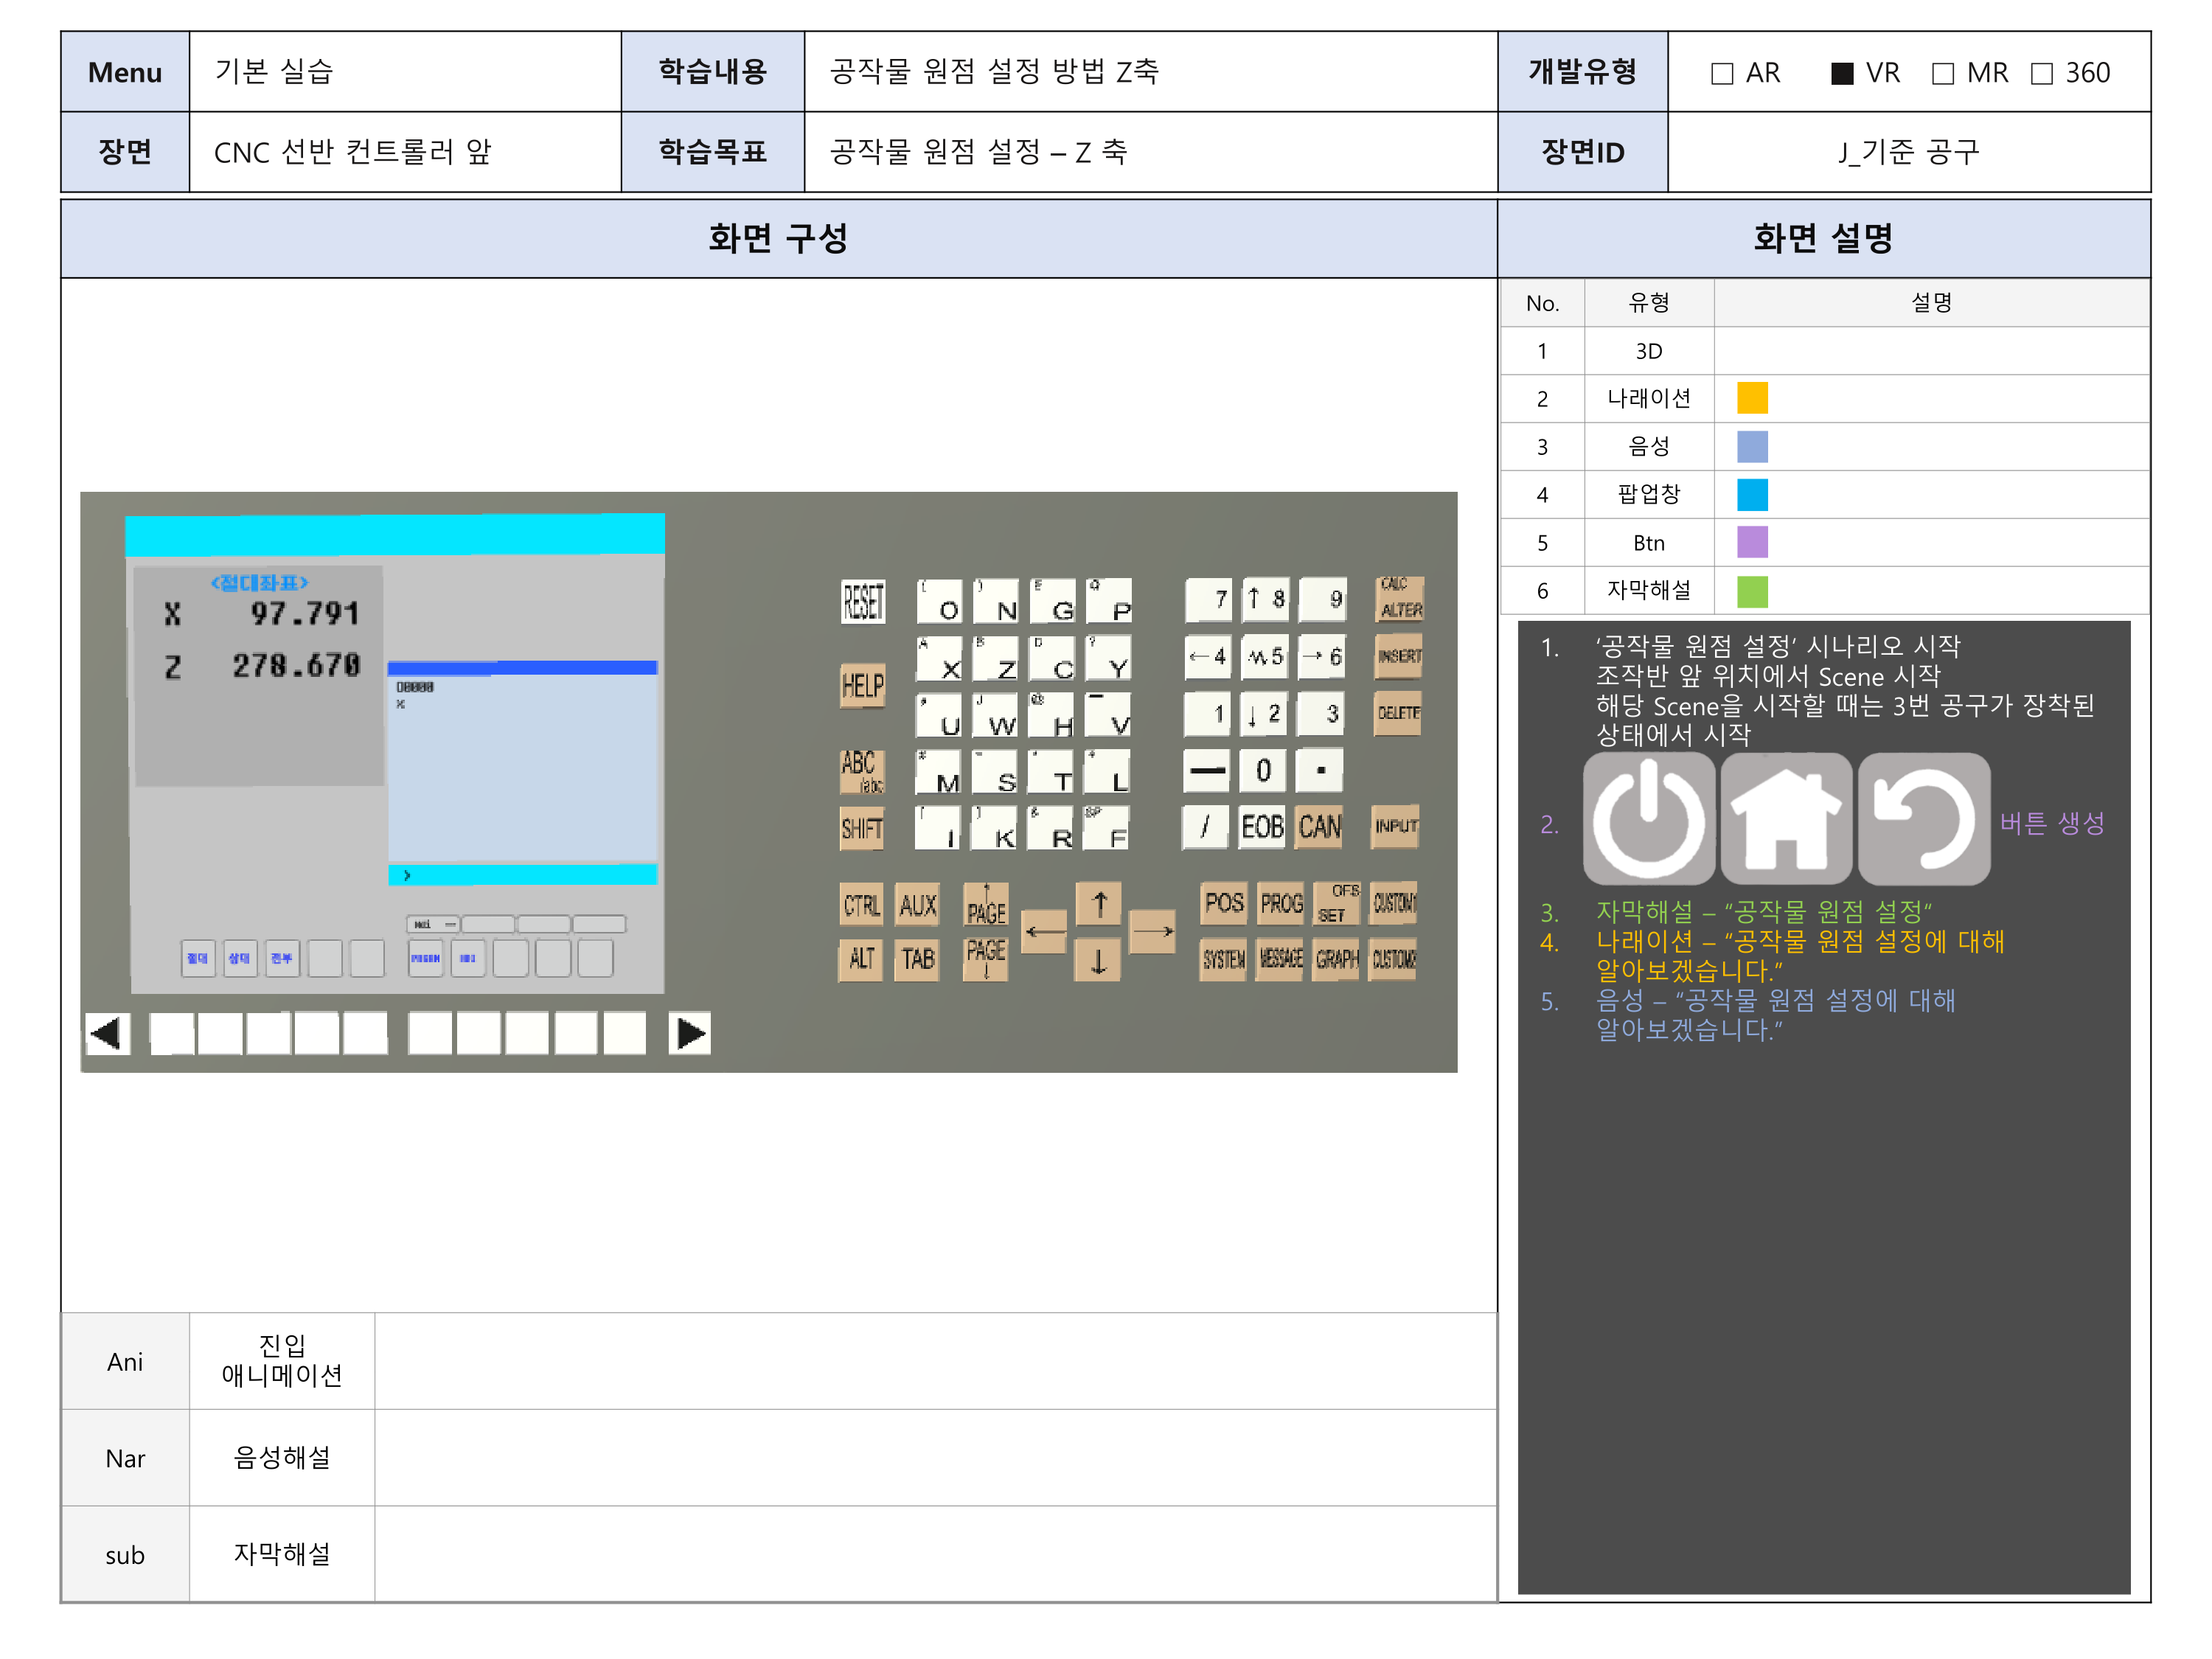 Menu 기본 실습 학습내용 공작물 원점 설정 방법 Z축 개발유형 □ AR ■ VR □ MR □ 360
장면 CNC 선반 컨트롤러 앞 학습목표 공작물 원점 설정 – Z 축 장면ID J_기준 공구
화면 구성
<절대좌표>
X 97.791
Z 278.670
O0000
%
>
절대 상대 전부
RESET ( O ) N E G Q P 7 ↑ 8 9 CALC ALTER
HELP A X B Z D C ? Y ← 4 5 → 6 INSERT
U J W @ H V 1 ↓ 2 3 DELETE
ABC /abc # M = S T + L — 0 .
SHIFT [ I ] K & R SP F / EOB CAN INPUT
CTRL AUX ↑ PAGE ← ↑ → POS PROG OFS SET CUSTOM1
ALT TAB PAGE ↓ ↓ SYSTEM MESSAGE GRAPH CUSTOM2
Ani 진입 애니메이션
Nar 음성해설
sub 자막해설
화면 설명
No. 유형 설명
1 3D
2 나래이션
3 음성
4 팝업창
5 Btn
6 자막해설
1. ‘공작물 원점 설정’ 시나리오 시작
조작반 앞 위치에서 Scene 시작
해당 Scene을 시작할 때는 3번 공구가 장착된
상태에서 시작
2. 버튼 생성
3. 자막해설 – “공작물 원점 설정“
4. 나래이션 – “공작물 원점 설정에 대해
알아보겠습니다.”
5. 음성 – “공작물 원점 설정에 대해
알아보겠습니다.”